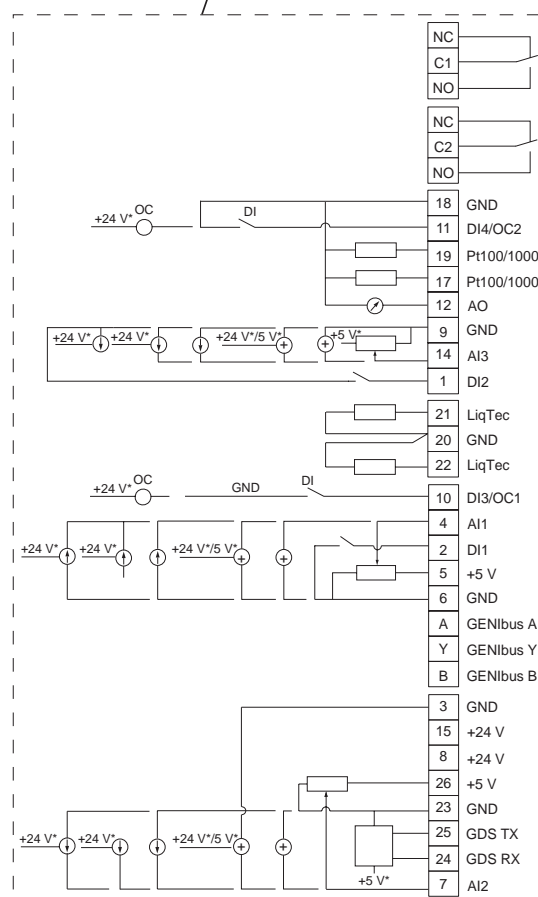 NC
C1
NO
NC
C2
NO
18 GND
+24 V* OC DI 11 DI4/OC2
19 Pt100/1000
17 Pt100/1000
12 AO
9 GND
+24 V* +24 V* +24 V*/5 V* +5 V*
14 AI3
1 DI2
21 LiqTec
20 GND
22 LiqTec
+24 V* OC GND DI 10 DI3/OC1
4 AI1
+24 V* +24 V* +24 V*/5 V* 2 DI1
5 +5 V
6 GND
A GENIbus A
Y GENIbus Y
B GENIbus B
3 GND
15 +24 V
8 +24 V
26 +5 V
23 GND
25 GDS TX
+24 V* +24 V* +24 V*/5 V* 24 GDS RX
+5 V* 7 AI2